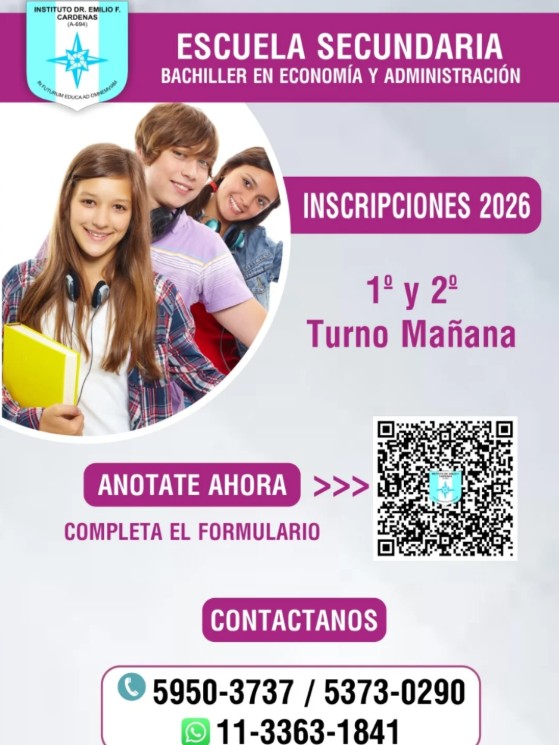 INSTITUTO DR. EMILIO F.
CARDENAS
(A-694)
ESCUELA SECUNDARIA
BACHILLER EN ECONOMÍA Y ADMINISTRACIÓN
INSCRIPCIONES 2026
1º y 2º
Turno Mañana
ANOTATE AHORA >>>
COMPLETA EL FORMULARIO
CONTACTANOS
5950-3737 / 5373-0290
11-3363-1841